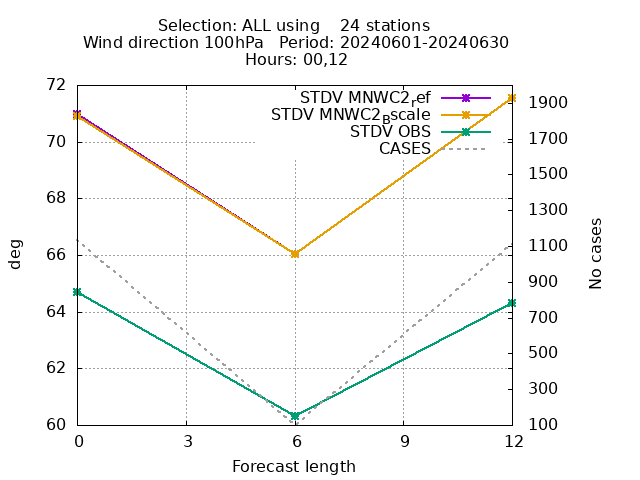 Selection: ALL using    24 stations
Wind direction 100hPa   Period: 20240601-20240630
Hours: 00,12
STDV MNWC2ref
STDV MNWC2Bscale
STDV OBS
CASES
72
70
68
66
64
62
60
deg
1900
1700
1500
1300
1100
900
700
500
300
100
No cases
0 3 6 9 12
Forecast length